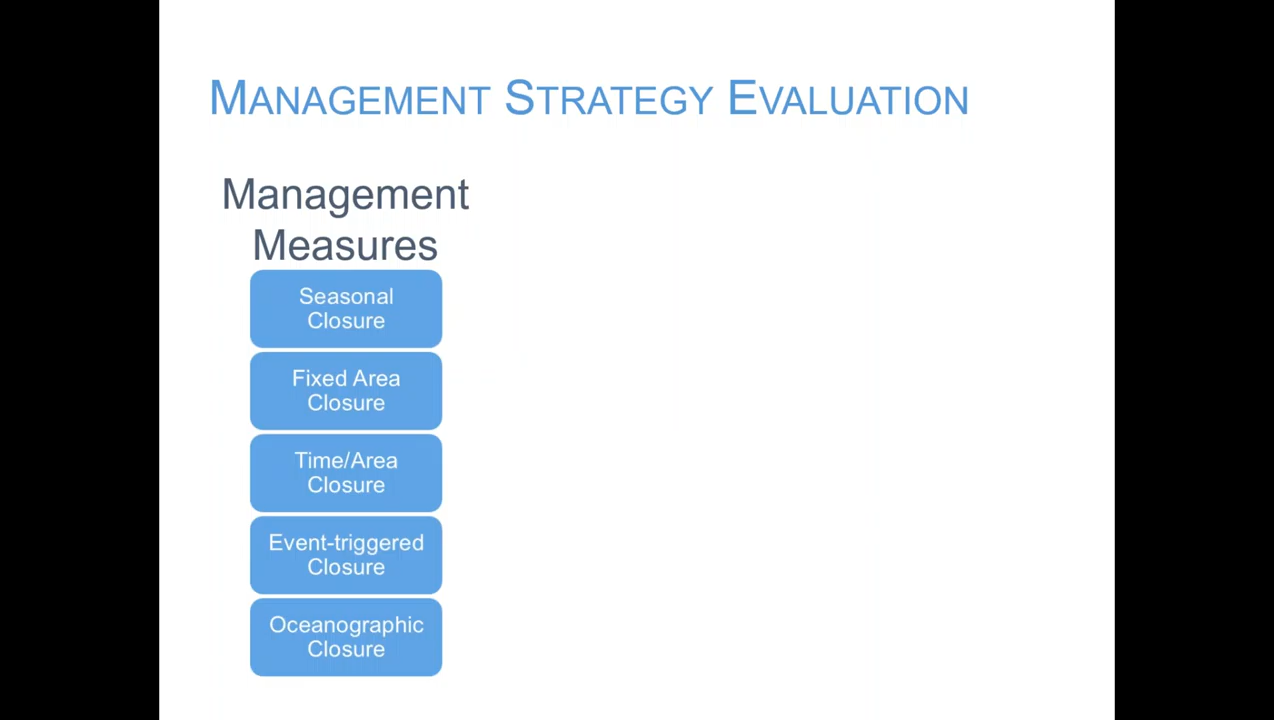 MANAGEMENT STRATEGY EVALUATION
Management
Measures
Seasonal
Closure
Fixed Area
Closure
Time/Area
Closure
Event-triggered
Closure
Oceanographic
Closure